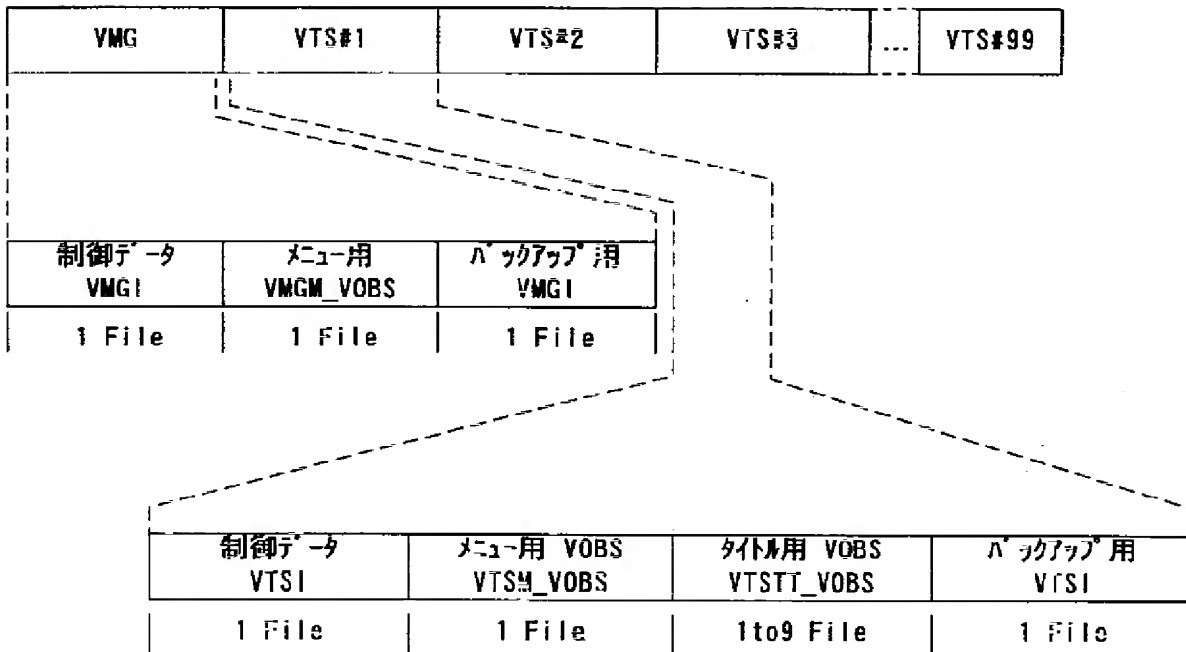 VMG VTS#1 VTS#2 VTS#3 ... VTS#99
制御データ メニュー用 バックアップ用
VMGI VMGM_VOBS VMGI
1 File 1 File 1 File
制御データ メニュー用 VOBS タイトル用 VOBS バックアップ用
VTSI VTSM_VOBS VTSTT_VOBS VTSI
1 File 1 File 1to9 File 1 File